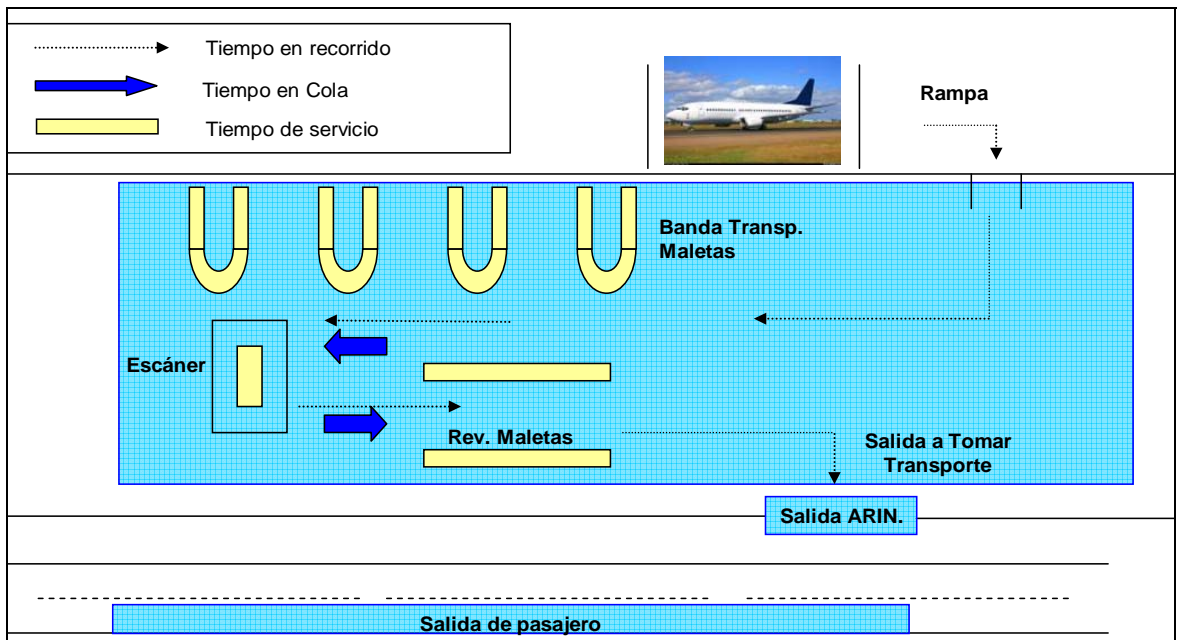 Tiempo en recorrido
Tiempo en Cola
Tiempo de servicio
Rampa
Banda Transp.
Maletas
Escáner
Rev. Maletas
Salida a Tomar
Transporte
Salida ARIN.
Salida de pasajero